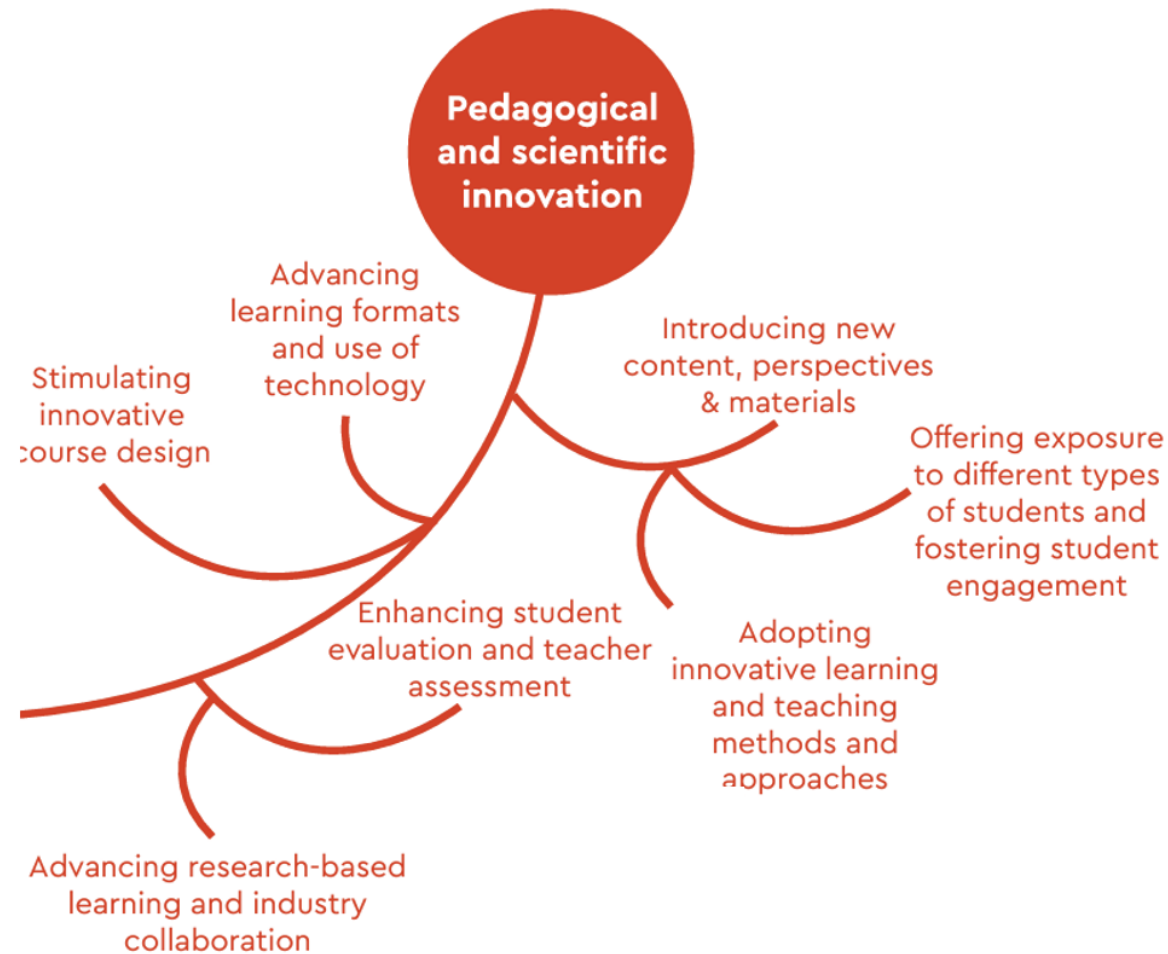 Pedagogical
and scientific
innovation
Advancing
learning formats
and use of
technology
Introducing new
content, perspectives
& materials
Stimulating
innovative
course design
Offering exposure
to different types
of students and
fostering student
engagement
Enhancing student
evaluation and teacher
assessment
Adopting
innovative learning
and teaching
methods and
approaches
Advancing research-based
learning and industry
collaboration